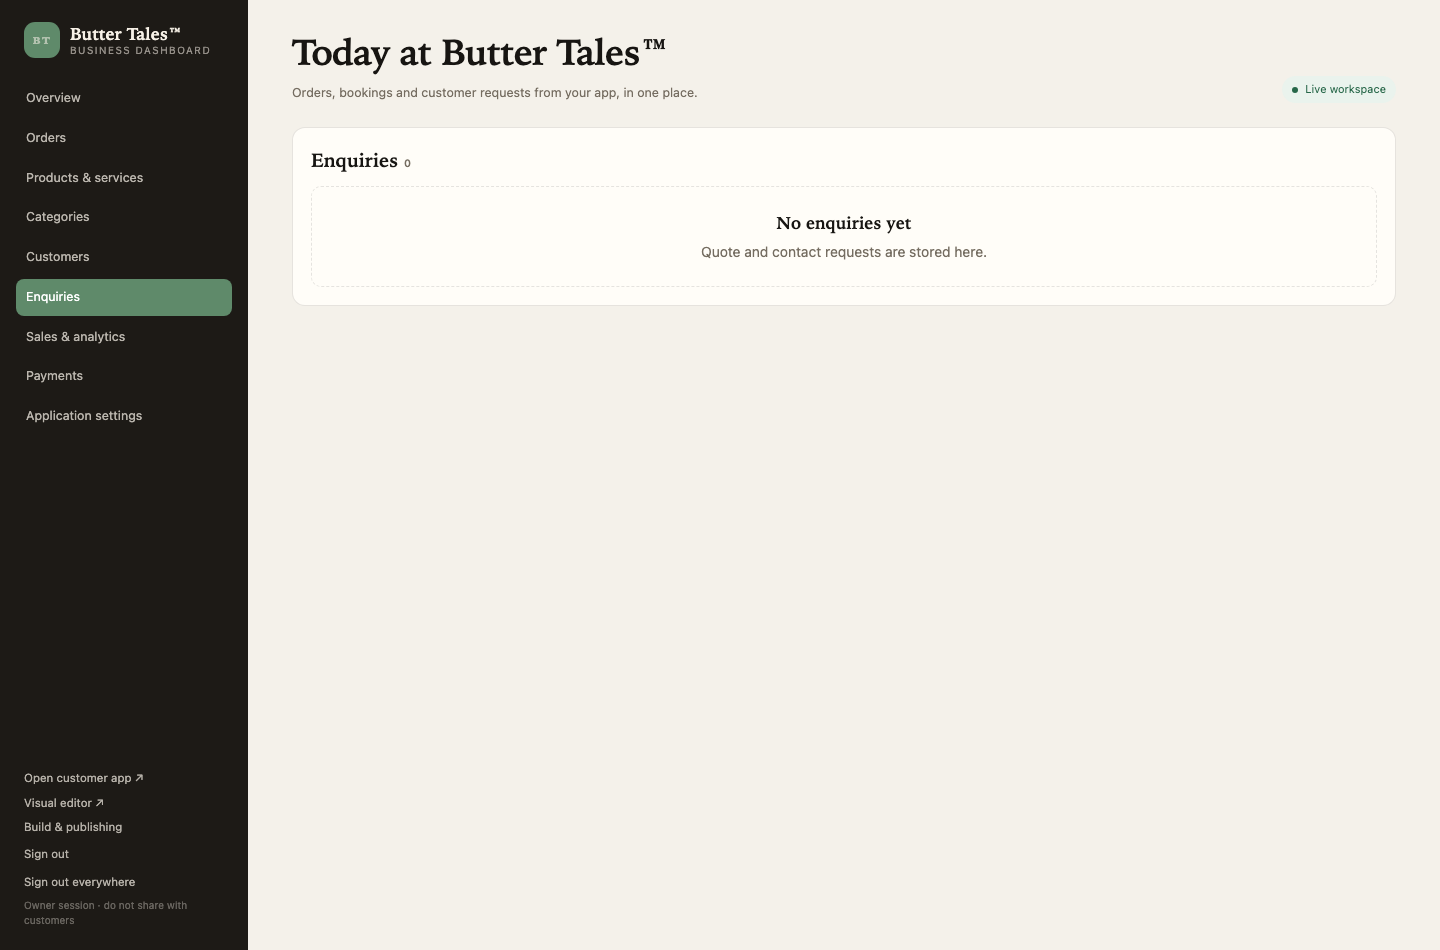 BT
Butter Tales™
BUSINESS DASHBOARD
Overview
Orders
Products & services
Categories
Customers
Enquiries
Sales & analytics
Payments
Application settings
Open customer app ↗
Visual editor ↗
Build & publishing
Sign out
Sign out everywhere
Owner session · do not share with
customers
Today at Butter Tales™
Orders, bookings and customer requests from your app, in one place.
Live workspace
Enquiries 0
No enquiries yet
Quote and contact requests are stored here.